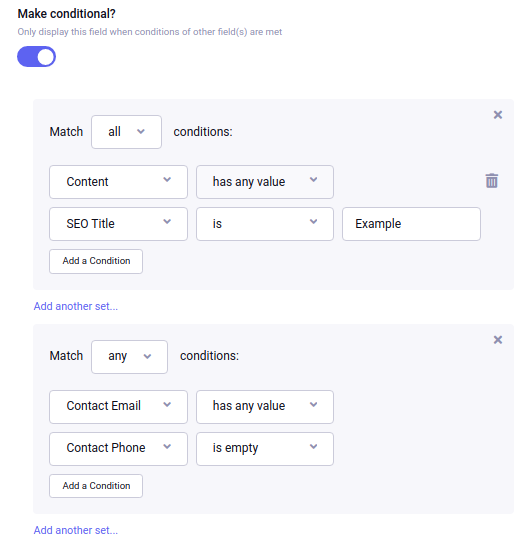 Make conditional?
Only display this field when conditions of other field(s) are met
Match all conditions:
Content has any value
SEO Title is Example
Add a Condition
Add another set...
Match any conditions:
Contact Email has any value
Contact Phone is empty
Add a Condition
Add another set...